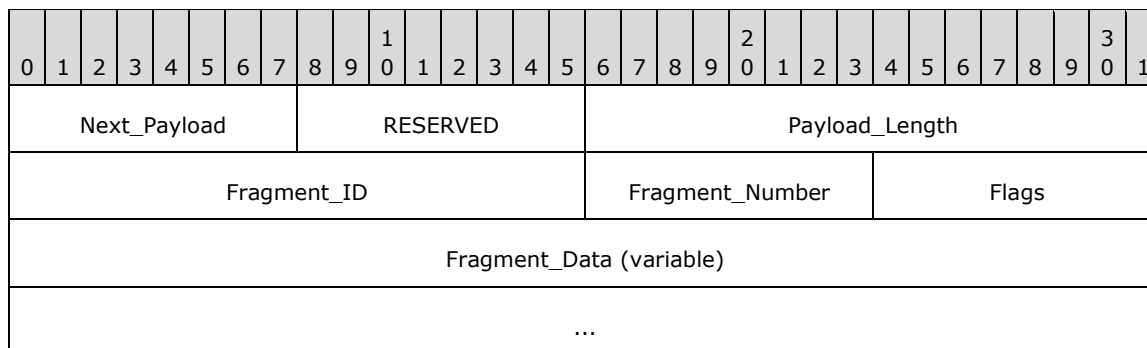 1 2 3
0 1 2 3 4 5 6 7 8 9 0 1 2 3 4 5 6 7 8 9 0 1 2 3 4 5 6 7 8 9 0 1
Next_Payload RESERVED Payload_Length
Fragment_ID Fragment_Number Flags
Fragment_Data (variable)
...